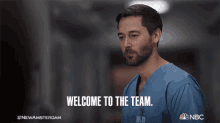 WELCOME TO THE TEAM.
@NEWAMSTERDAM
NBC